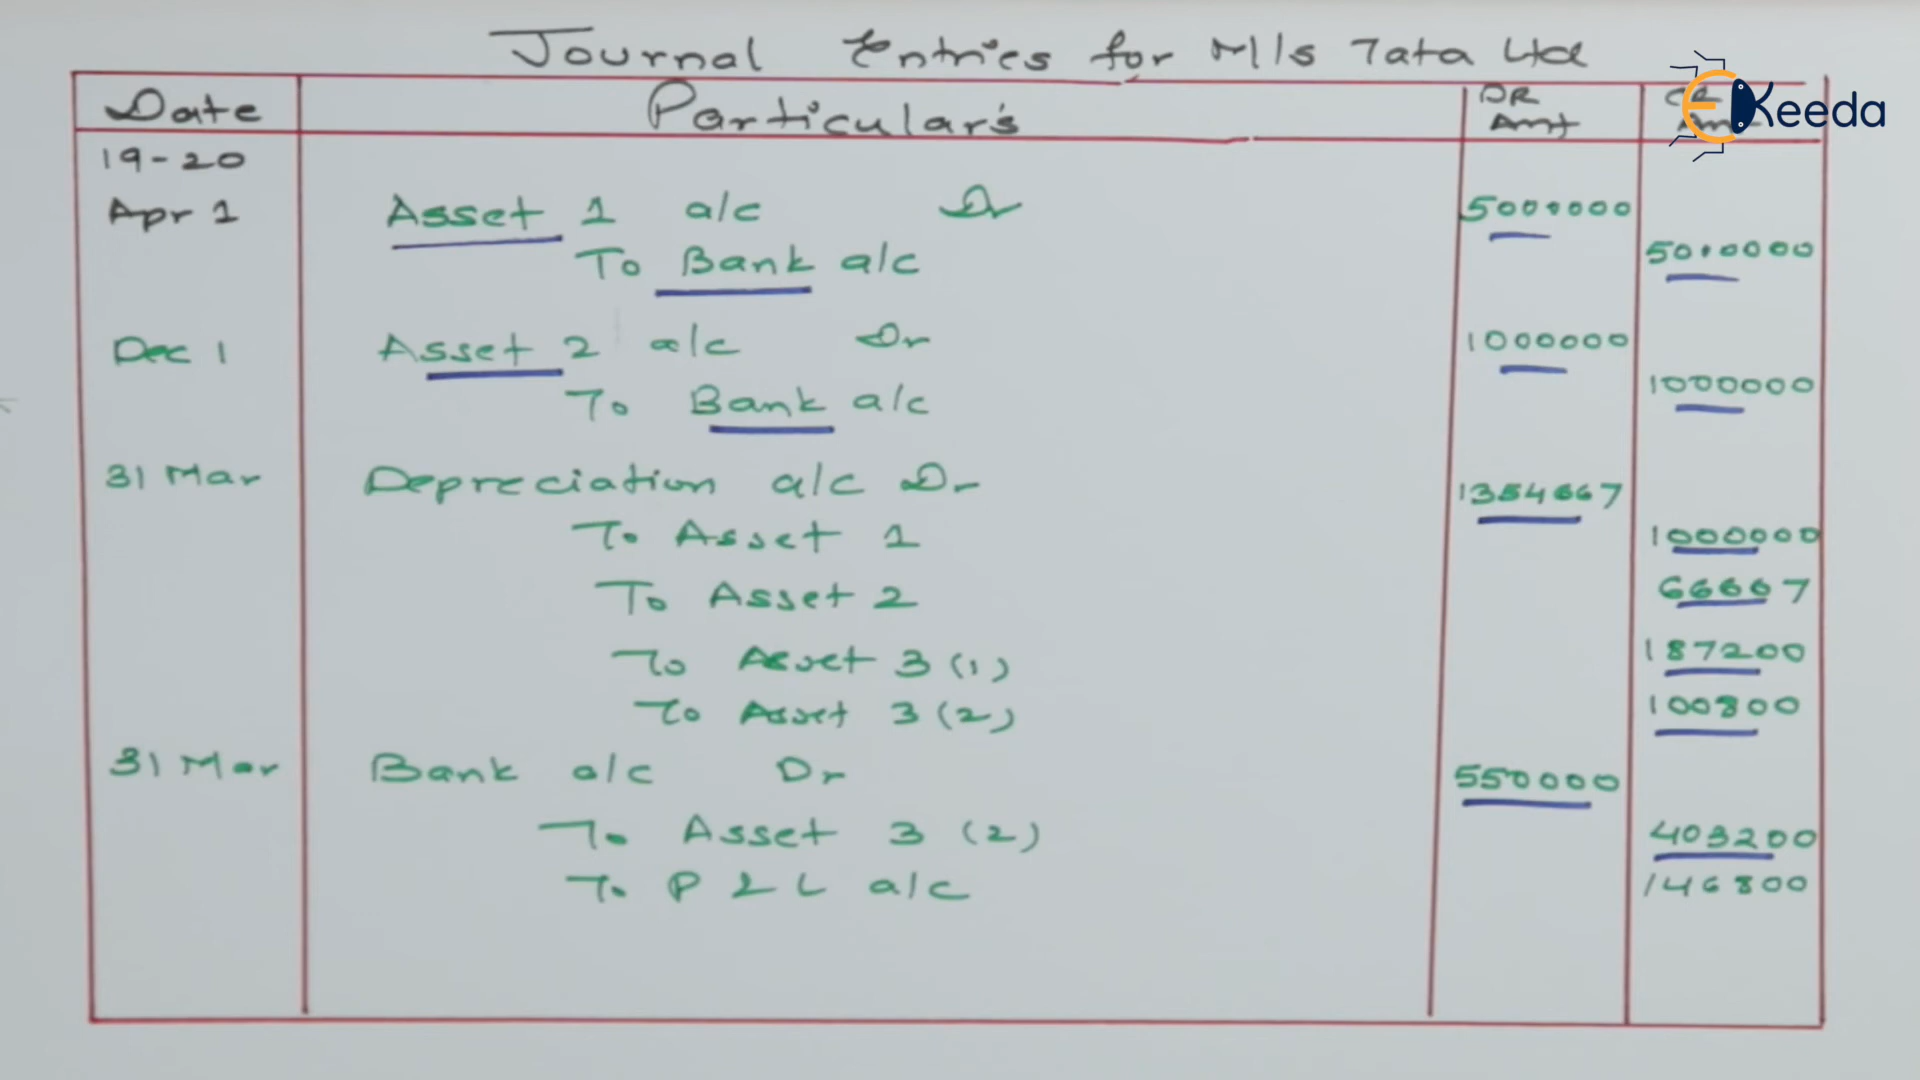 Journal Entries for M/s Tata Ltd
Date Particular's DR Amt CR Amt
Keeda
19-20
Apr 1 Asset 1 a/c Dr 5000000
To Bank a/c 5000000
Dec 1 Asset 2 a/c Dr 1000000
To Bank a/c 1000000
31 Mar Depreciation a/c Dr 1354667
To Asset 1 1000000
To Asset 2 66667
To Asset 3 (1) 187200
To Asset 3 (2) 100800
31 Mar Bank a/c Dr 550000
To Asset 3 (2) 403200
To P & L a/c 146800